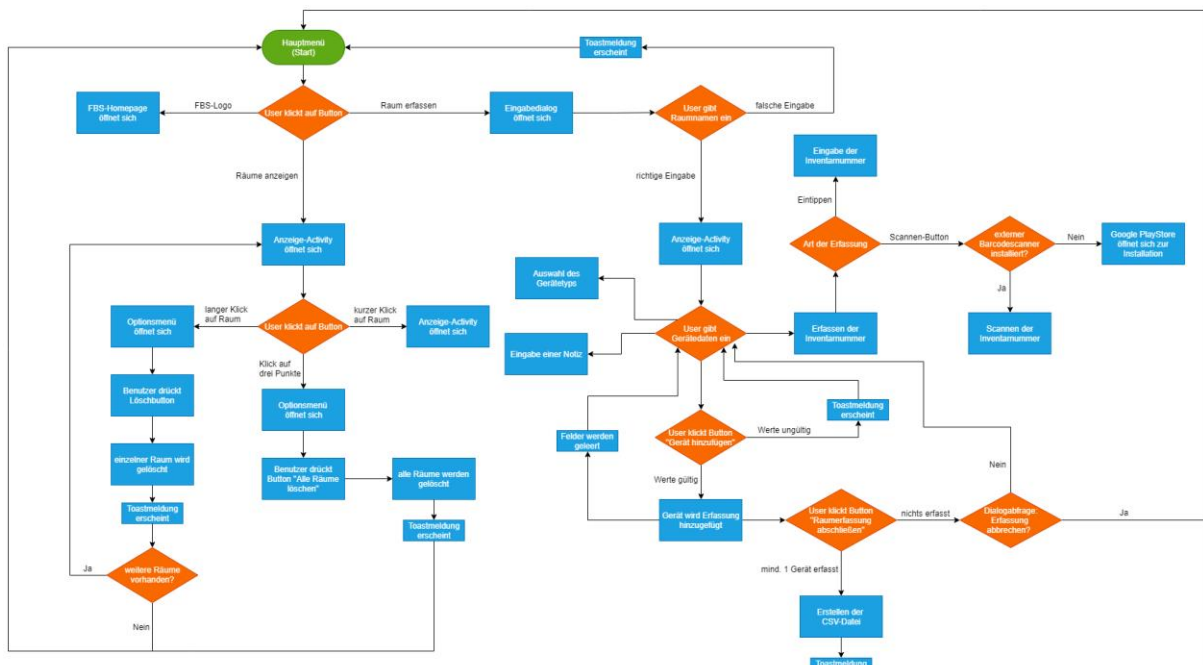 Hauptmenü
(Start)
Toastmeldung
erscheint
FBS-Homepage
öffnet sich
FBS-Logo
User klickt auf Button
Raum erfassen
Eingabedialog
öffnet sich
User gibt
Raumnamen ein
falsche Eingabe
Räume anzeigen
richtige Eingabe
Eingabe der
Inventarnummer
Eintippen
Anzeige-Activity
öffnet sich
Anzeige-Activity
öffnet sich
Art der Erfassung
Scannen-Button
externer
Barcodescanner
installiert?
Nein
Google PlayStore
öffnet sich zur
Installation
Ja
Auswahl des
Gerätetyps
Optionsmenü
öffnet sich
langer Klick
auf Raum
User klickt auf Button
kurzer Klick
auf Raum
Anzeige-Activity
öffnet sich
Eingabe einer Notiz
User gibt
Gerätedaten ein
Erfassen der
Inventarnummer
Scannen der
Inventarnummer
Klick auf
drei Punkte
Benutzer drückt
Löschbutton
Optionsmenü
öffnet sich
Toastmeldung
erscheint
Felder werden
geleert
User klickt Button
"Gerät hinzufügen"
Werte ungültig
einzelner Raum wird
gelöscht
Benutzer drückt
Button "Alle Räume
löschen"
alle Räume werden
gelöscht
Werte gültig
Nein
Toastmeldung
erscheint
Toastmeldung
erscheint
Gerät wird Erfassung
hinzugefügt
User klickt Button
"Raumerfassung
abschließen"
nichts erfasst
Dialogabfrage:
Erfassung
abbrechen?
Ja
Ja
weitere Räume
vorhanden?
mind. 1 Gerät erfasst
Nein
Erstellen der
CSV-Datei
Toastmeldung